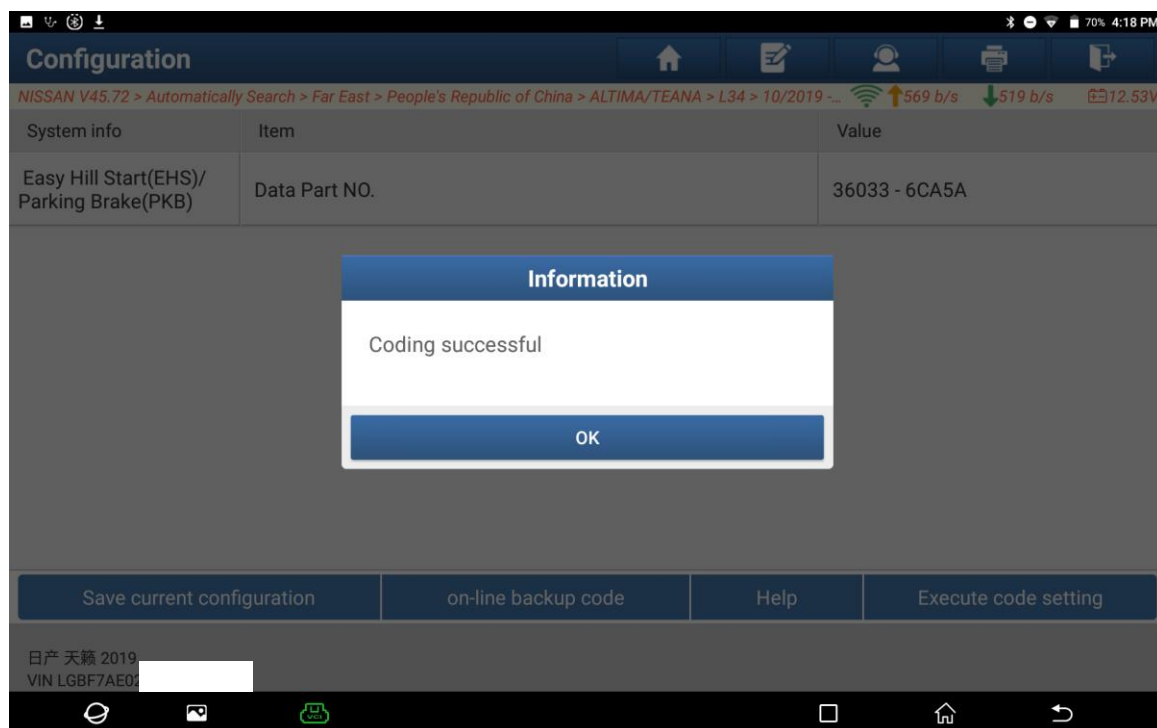 70% 4:18 PM
Configuration
NISSAN V45.72 > Automatically Search > Far East > People's Republic of China > ALTIMA/TEANA > L34 > 10/2019 -...
569 b/s
519 b/s
12.53V
System info
Item
Value
Easy Hill Start(EHS)/
Parking Brake(PKB)
Data Part NO.
36033 - 6CA5A
Information
Coding successful
OK
Save current configuration
on-line backup code
Help
Execute code setting
日产 天籁 2019
VIN LGBF7AE02
VCI